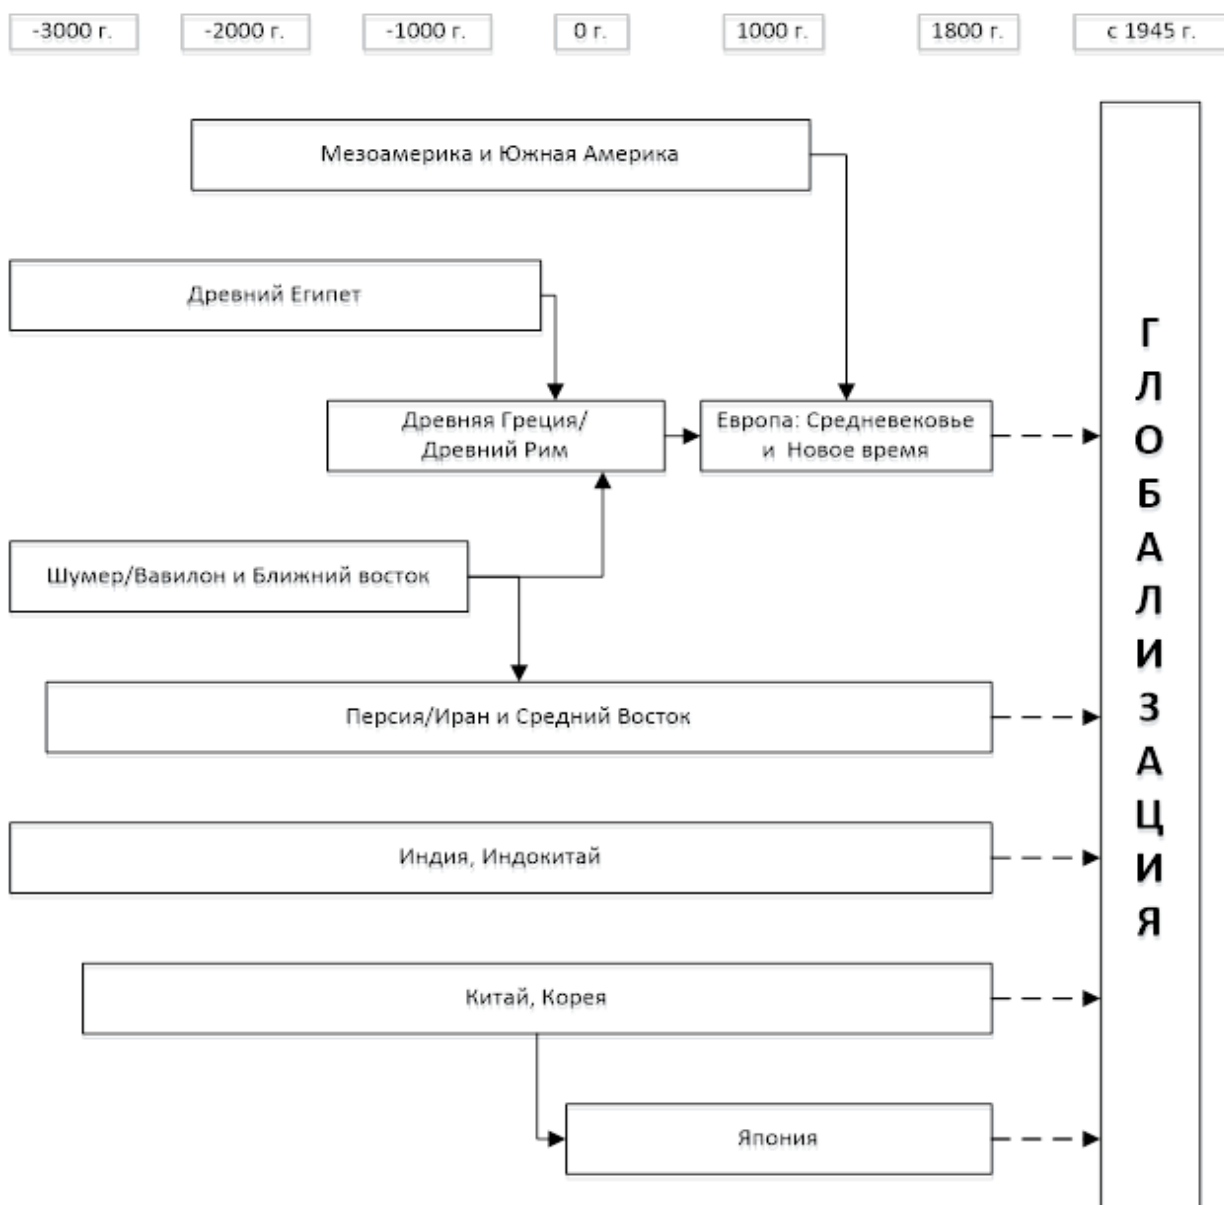 -3000 г. -2000 г. -1000 г. 0 г. 1000 г. 1800 г. с 1945 г.
Мезоамерика и Южная Америка
Древний Египет
Древняя Греция/
Древний Рим
Европа: Средневековье
и Новое время
Шумер/Вавилон и Ближний восток
Персия/Иран и Средний Восток
Индия, Индокитай
Китай, Корея
Япония
ГЛОБАЛИЗАЦИЯ